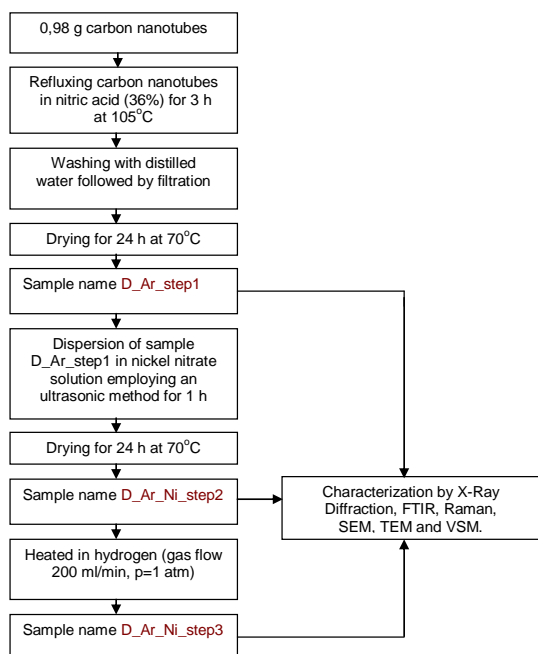 0,98 g carbon nanotubes
Refluxing carbon nanotubes
in nitric acid (36%) for 3 h
at 105°C
Washing with distilled
water followed by filtration
Drying for 24 h at 70°C
Sample name D_Ar_step1
Dispersion of sample
D_Ar_step1 in nickel nitrate
solution employing an
ultrasonic method for 1 h
Drying for 24 h at 70°C
Sample name D_Ar_Ni_step2
Characterization by X-Ray
Diffraction, FTIR, Raman,
SEM, TEM and VSM.
Heated in hydrogen (gas flow
200 ml/min, p=1 atm)
Sample name D_Ar_Ni_step3